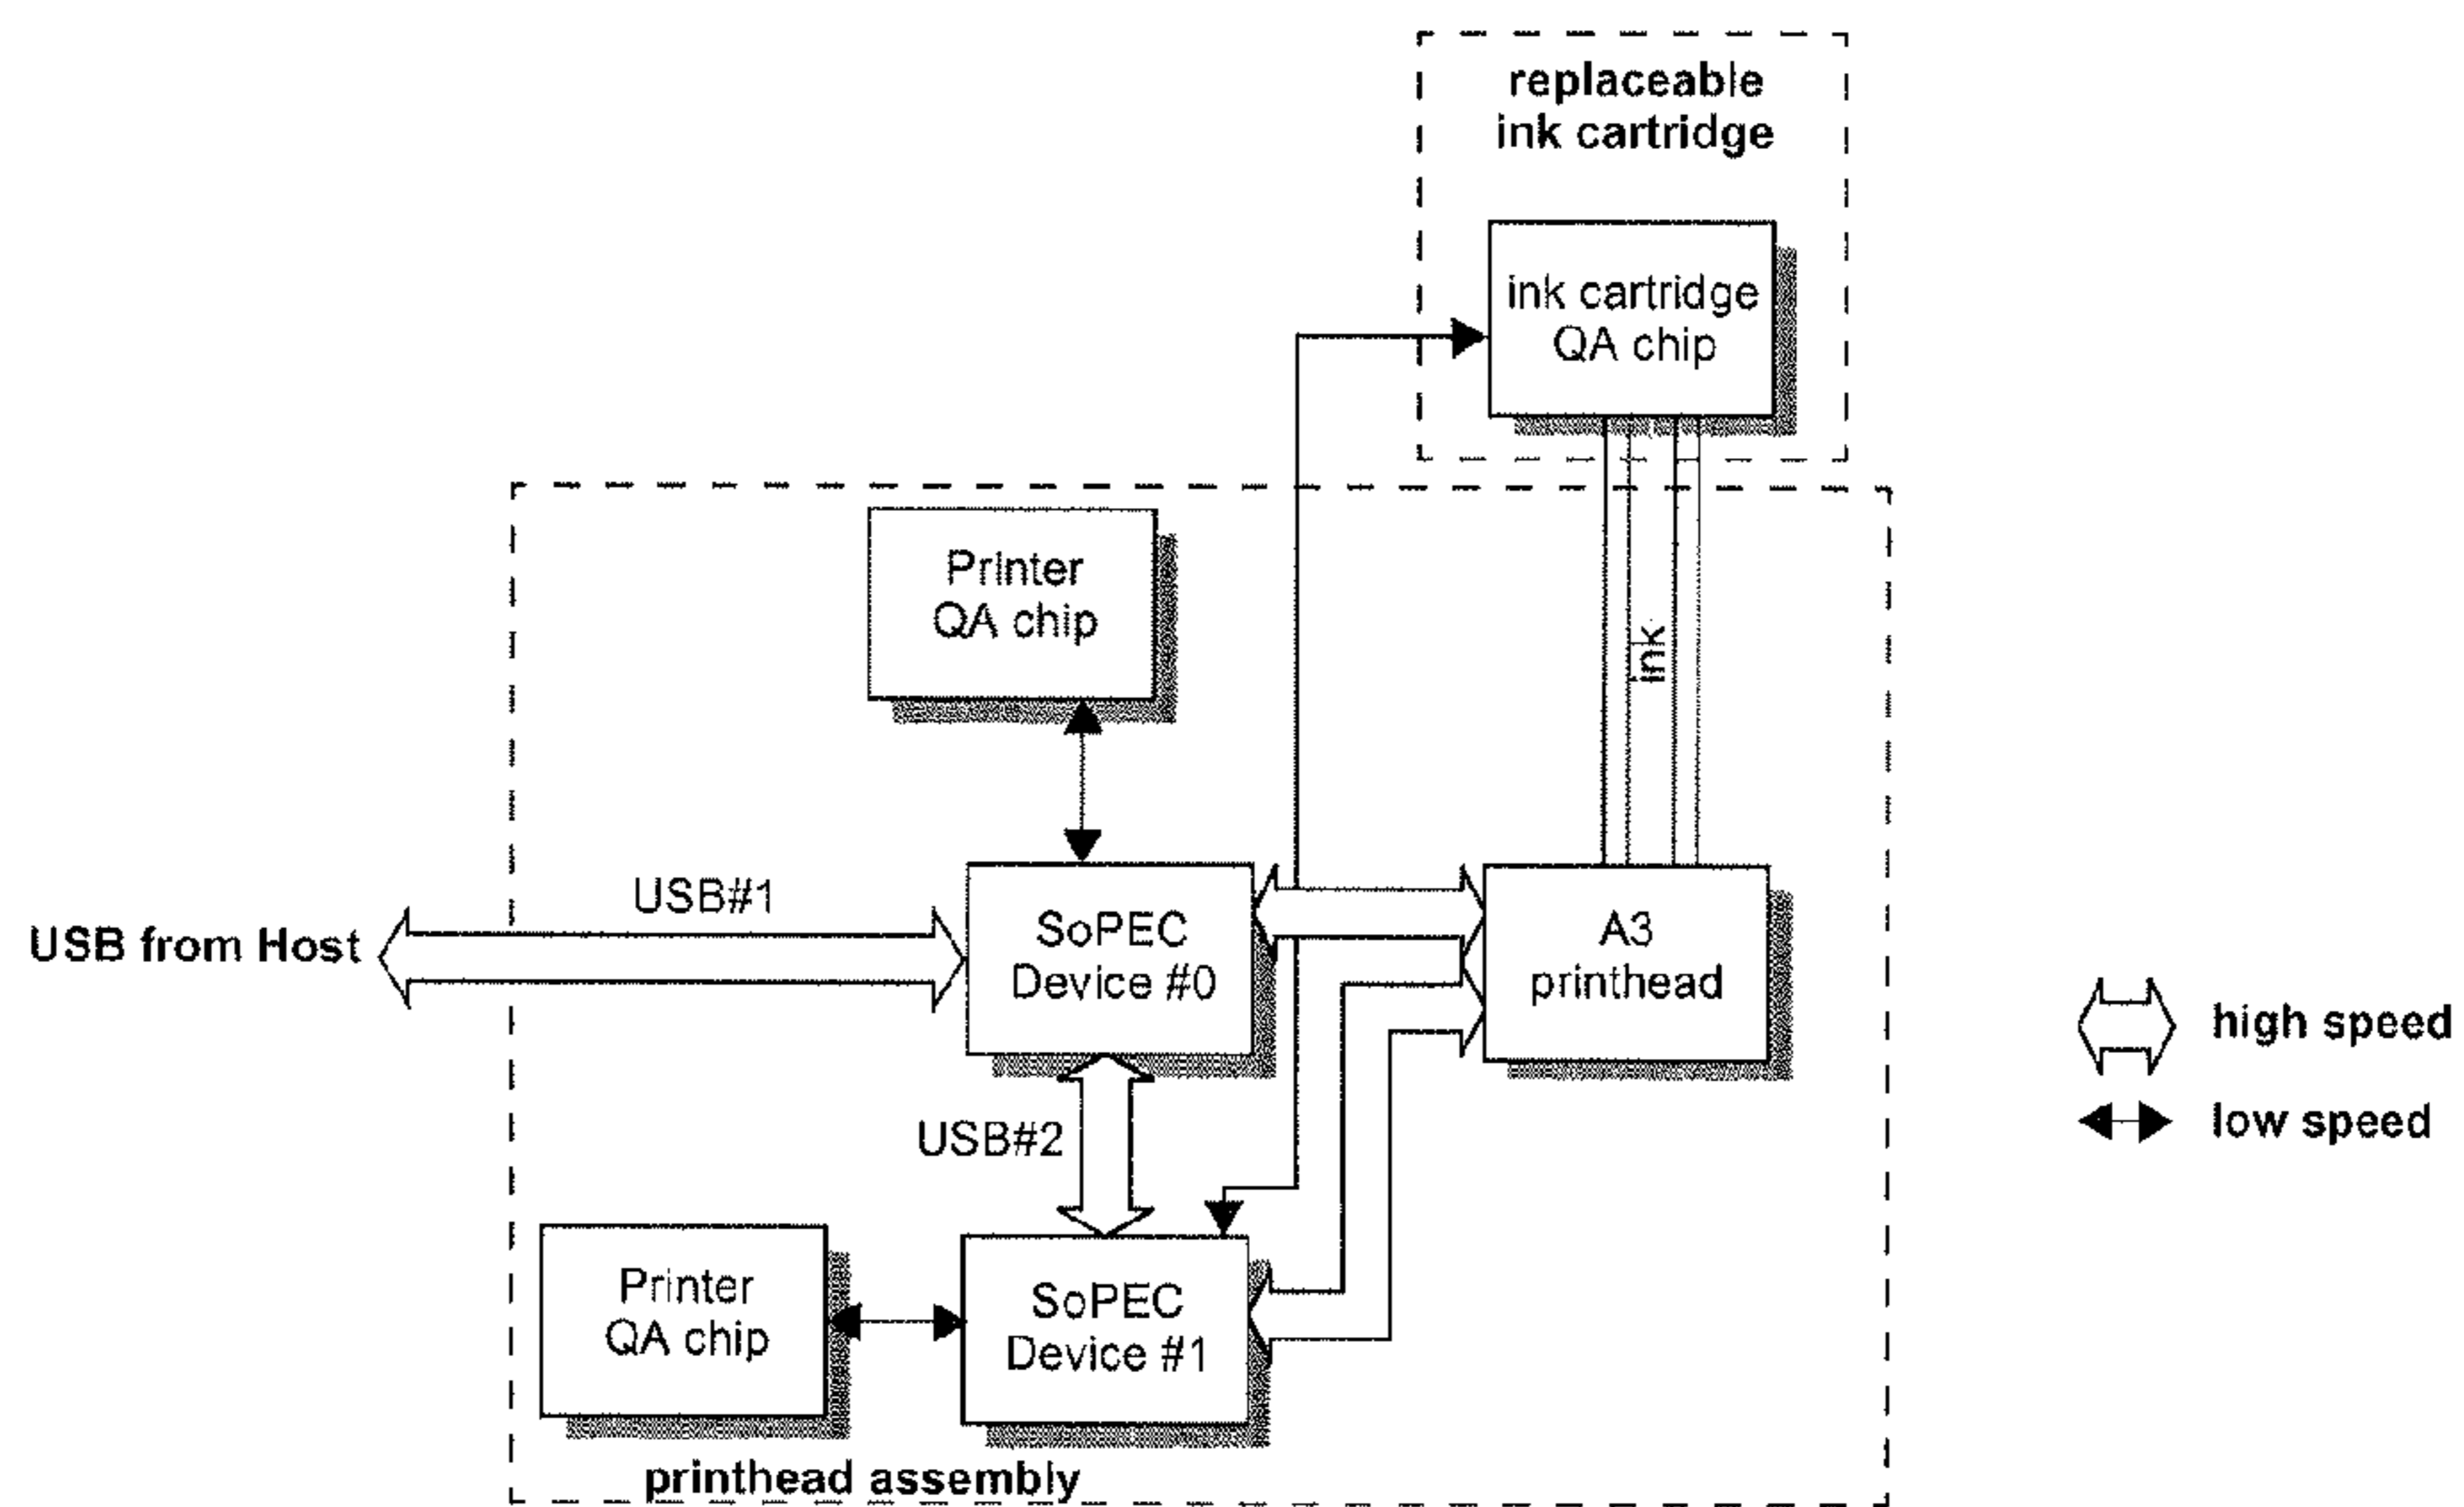 replaceable
ink cartridge
ink cartridge
QA chip
Printer
QA chip
ink
USB#1
USB from Host
SoPEC
Device #0
A3
printhead
high speed
low speed
USB#2
Printer
QA chip
SoPEC
Device #1
printhead assembly